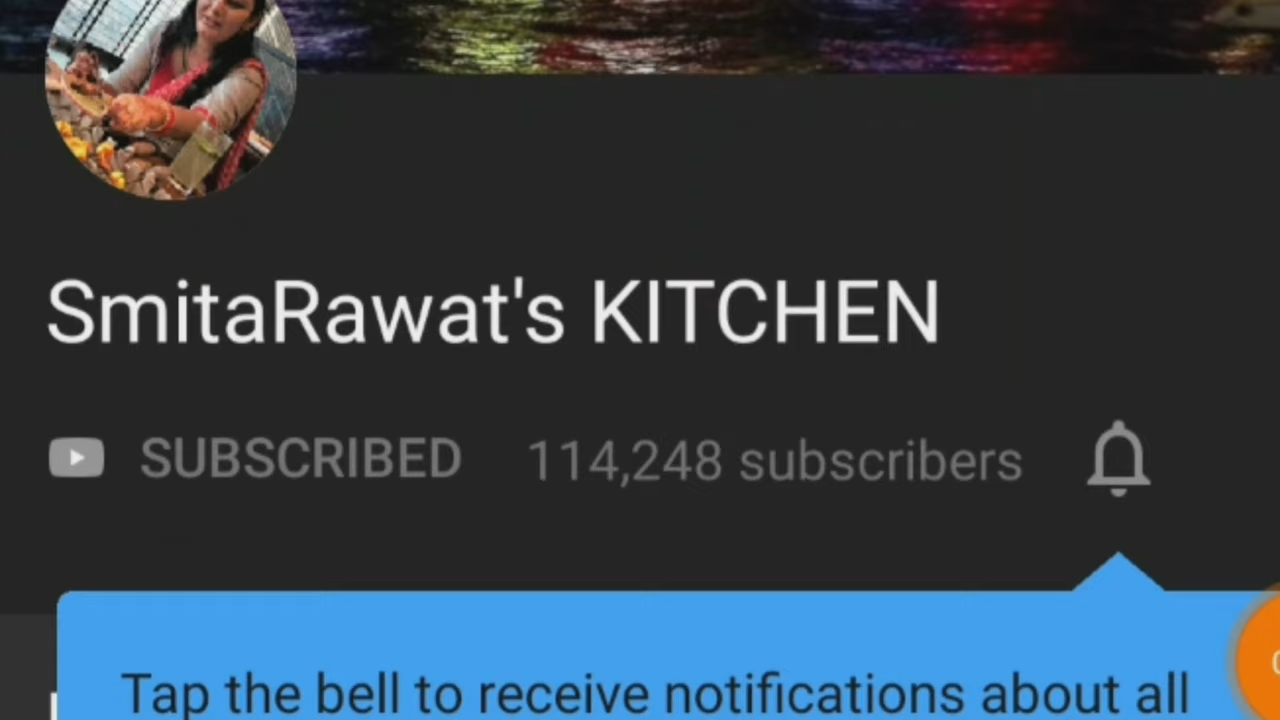 SmitaRawat's KITCHEN
SUBSCRIBED 114,248 subscribers
Tap the bell to receive notifications about all